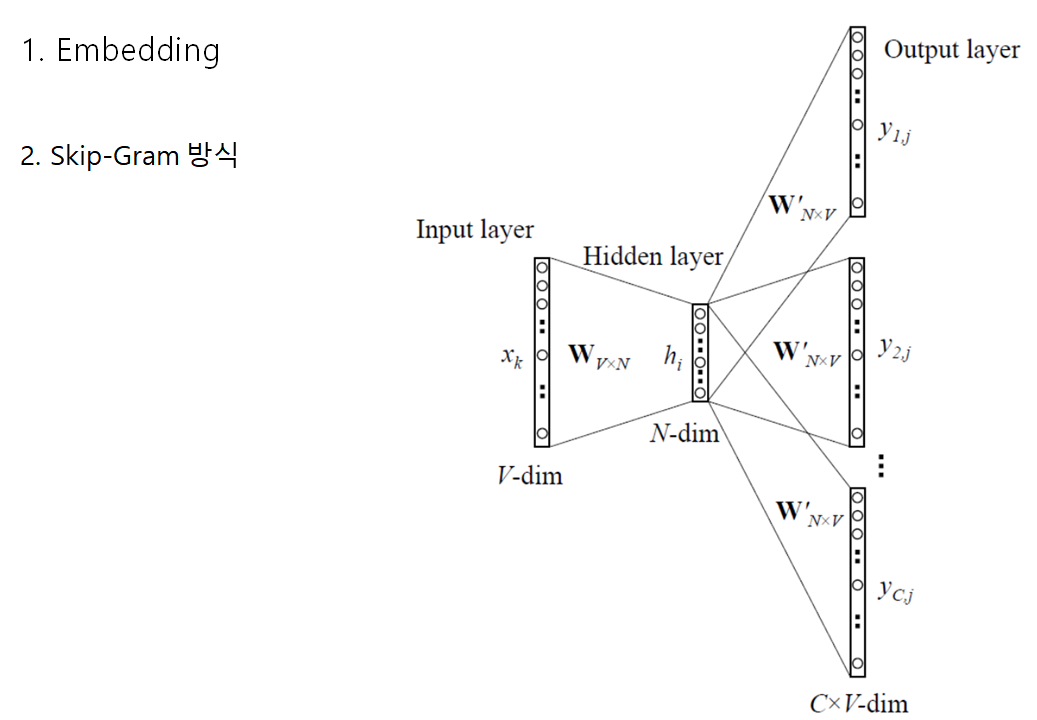 1. Embedding
Output layer
y1,j
2. Skip-Gram 방식
W'N×V
Input layer
Hidden layer
xk
WV×N
hi
W'N×V
y2,j
N-dim
V-dim
W'N×V
yC,j
C×V-dim